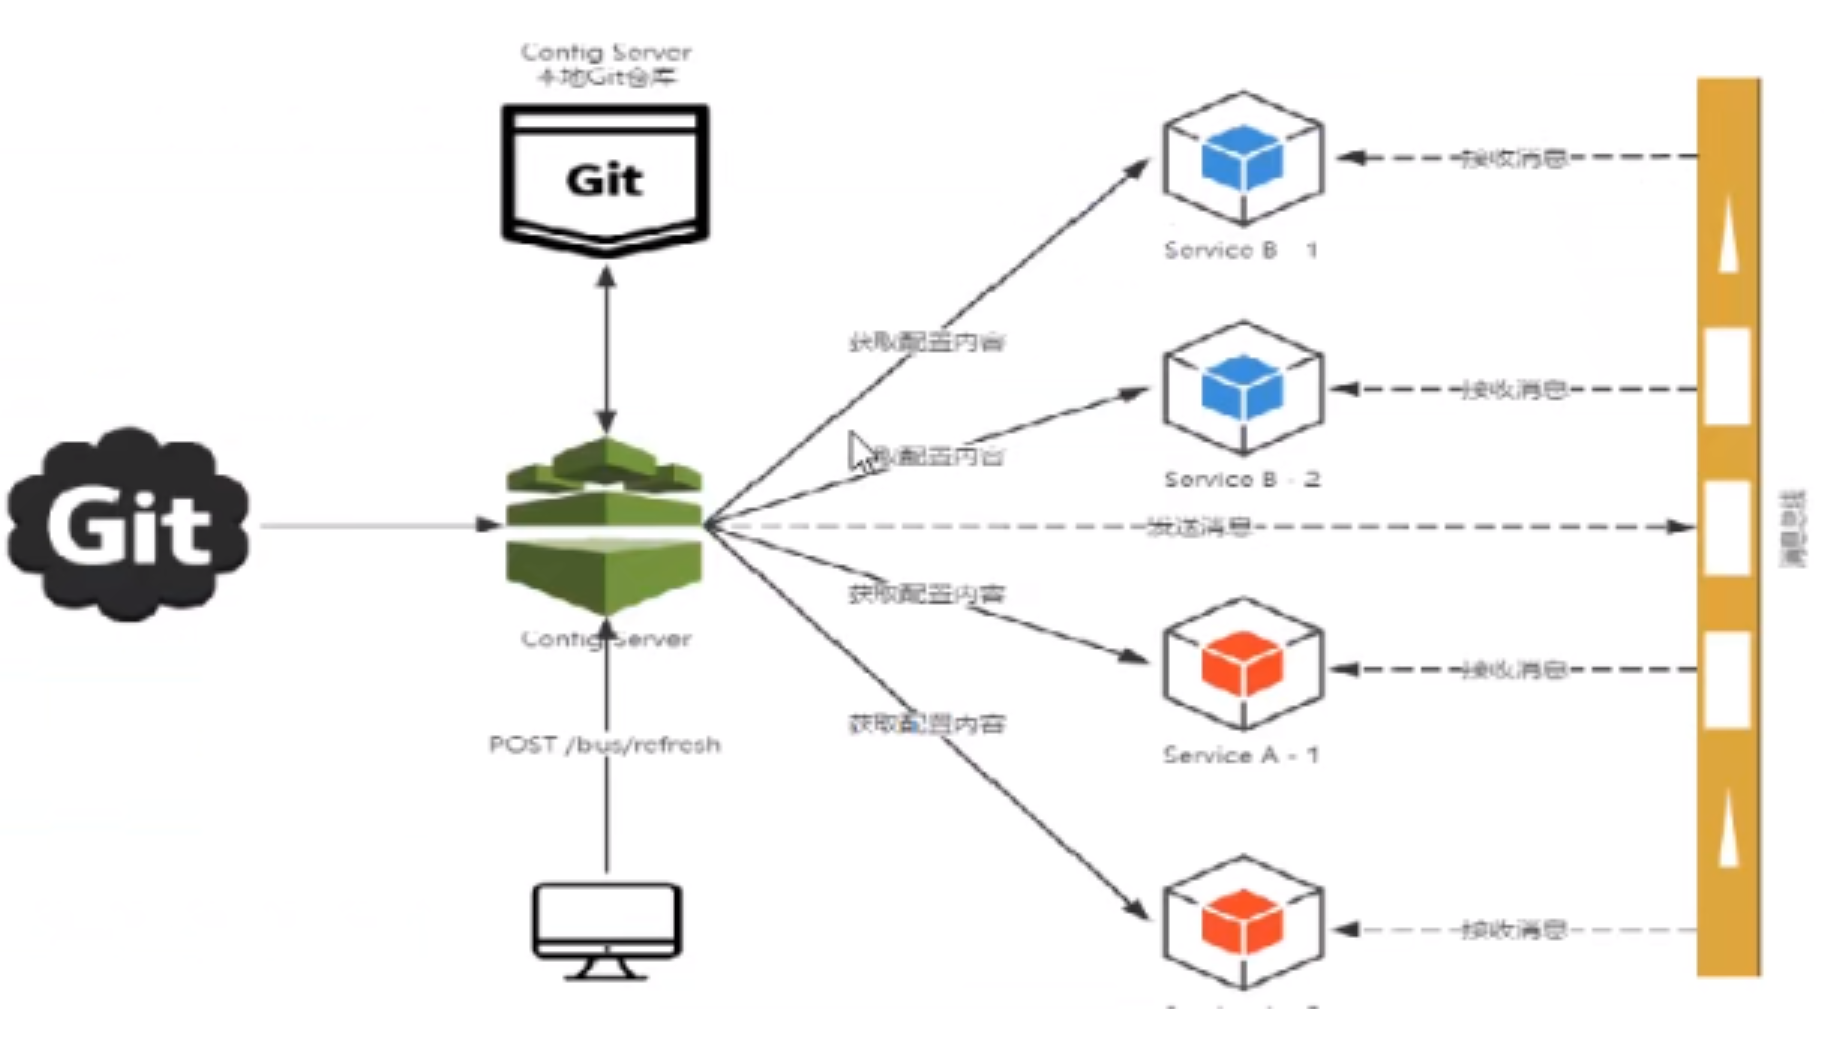 Config Server
本地Git仓库
Git
接收消息
Service B - 1
获取配置内容
接收消息
取配置内容
Service B - 2
Git
发送消息
消息总线
获取配置内容
Config Server
接收消息
获取配置内容
POST /bus/refresh
Service A - 1
接收消息